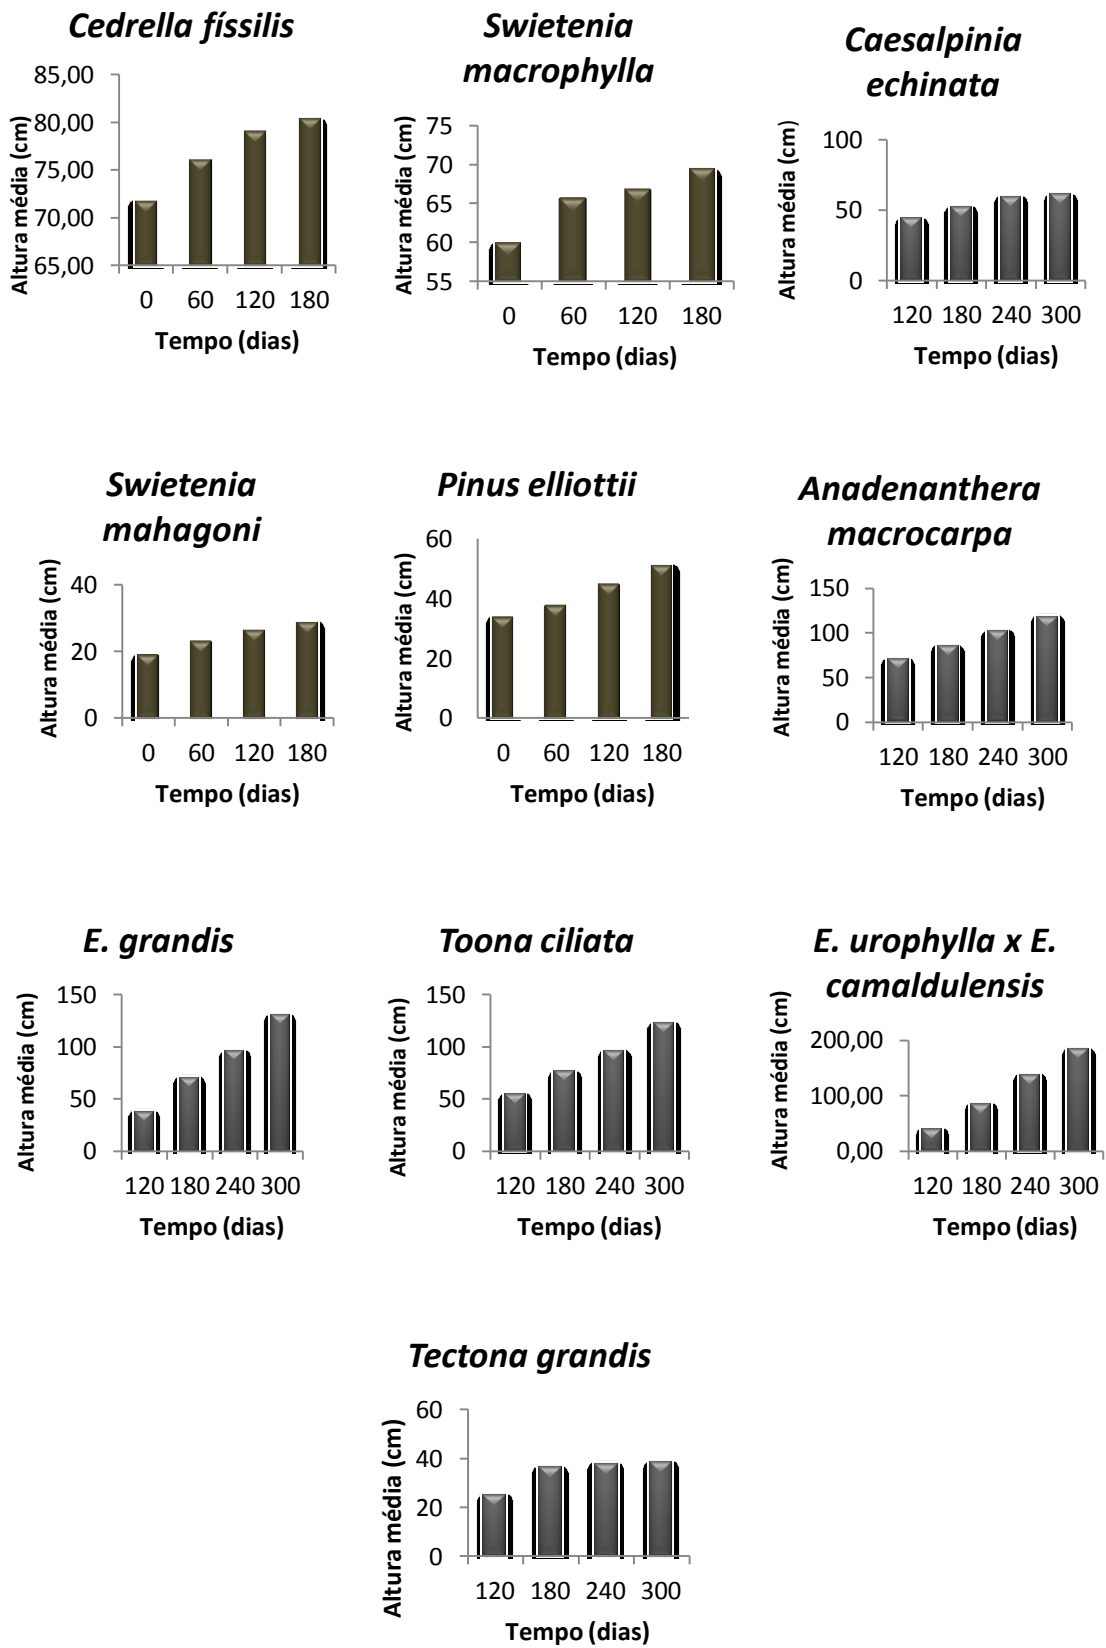 Cedrella físsilis
85,00
80,00
75,00
70,00
65,00
Altura média (cm)
0 60 120 180
Tempo (dias)
Swietenia
macrophylla
75
70
65
60
55
Altura média (cm)
0 60 120 180
Tempo (dias)
Caesalpinia
echinata
100
50
0
Altura média (cm)
120 180 240 300
Tempo (dias)
Swietenia
mahagoni
40
20
0
Altura média (cm)
0 60 120 180
Tempo (dias)
Pinus elliottii
60
40
20
0
Altura média (cm)
0 60 120 180
Tempo (dias)
Anadenanthera
macrocarpa
150
100
50
0
Altura média (cm)
120 180 240 300
Tempo (dias)
E. grandis
150
100
50
0
Altura média (cm)
120 180 240 300
Tempo (dias)
Toona ciliata
150
100
50
0
Altura média (cm)
120 180 240 300
Tempo (dias)
E. urophylla x E.
camaldulensis
200,00
100,00
0,00
Altura média (cm)
120 180 240 300
Tempo (dias)
Tectona grandis
60
40
20
0
Altura média (cm)
120 180 240 300
Tempo (dias)